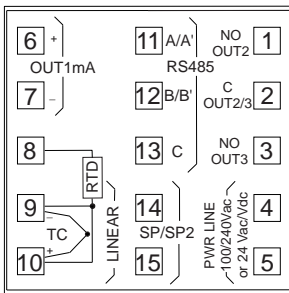 6 +
OUT1mA
7 –
8
RTD
9 –
TC
10 +
LINEAR
11 A/A'
RS485
12 B/B'
13 C
14
SP/SP2
15
NO 1
OUT2
C 2
OUT2/3
NO 3
OUT3
PWR LINE
100/240Vac
or 24 Vac/Vdc
4
5